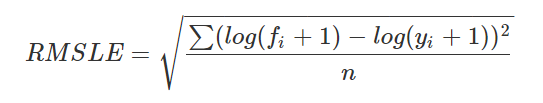 RMSLE = √(∑(log(fᵢ + 1) − log(yᵢ + 1))² / n)